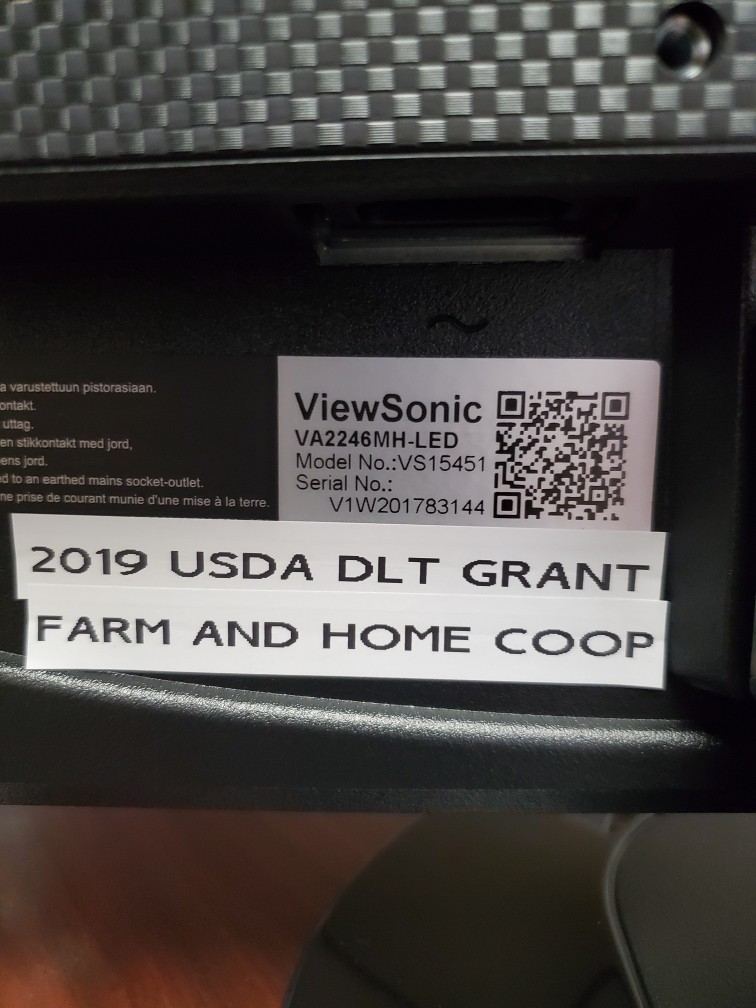 a varustettuun pistorasiaan.
ontakt.
uttag.
en stikkontakt med jord,
ens jord.
d to an earthed mains socket-outlet.
ne prise de courant munie d'une mise à la terre.
ViewSonic
VA2246MH-LED
Model No.:VS15451
Serial No.:
V1W201783144
2019 USDA DLT GRANT
FARM AND HOME COOP